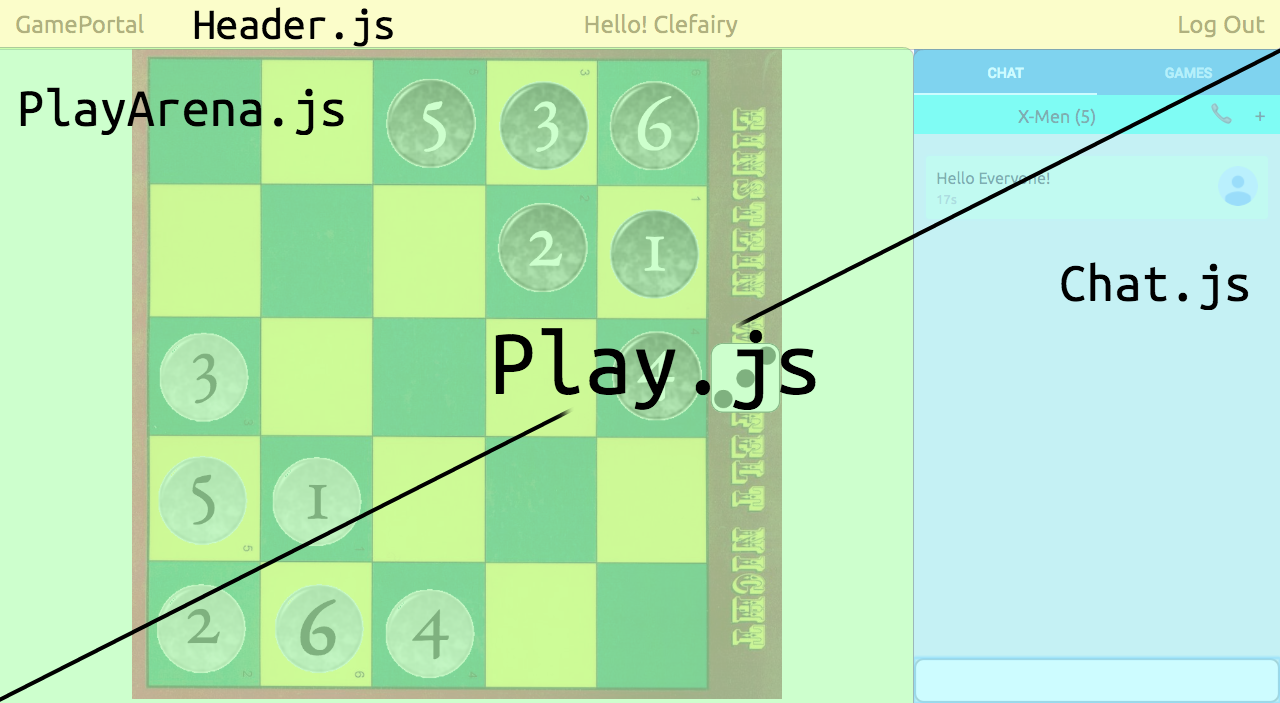 GamePortal
Header.js
Hello! Clefairy
Log Out
PlayArena.js
5 3 6
2 1
3 4
5 1
2 6 4
EINSTEIN
NICHT
Play.js
CHAT GAMES
X-Men (5) +
Hello Everyone!
17s
Chat.js